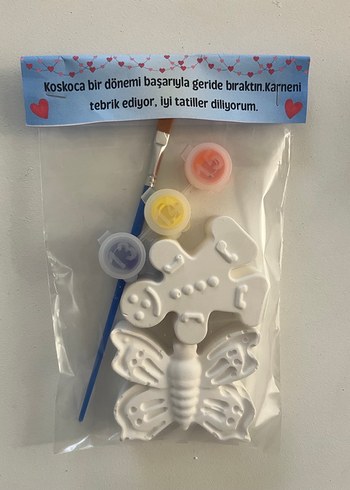 Koskoca bir dönemi başarıyla geride bıraktın.Karneni
tebrik ediyor, iyi tatiller diliyorum.